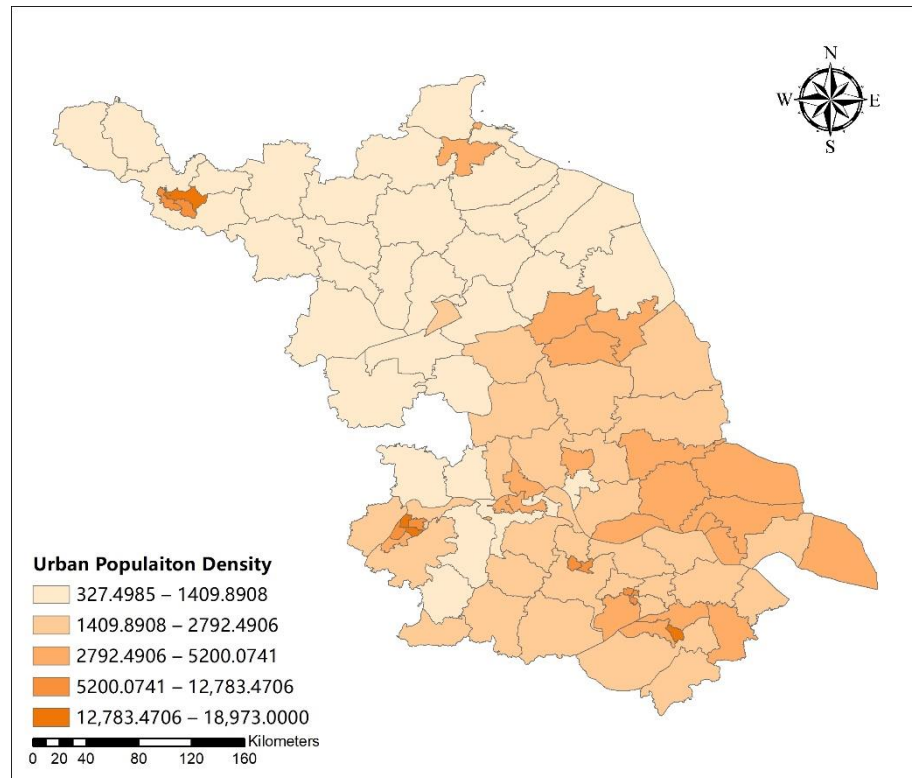 N
W E
S
Urban Populaiton Density
327.4985 – 1409.8908
1409.8908 – 2792.4906
2792.4906 – 5200.0741
5200.0741 – 12,783.4706
12,783.4706 – 18,973.0000
Kilometers
0 20 40 80 120 160